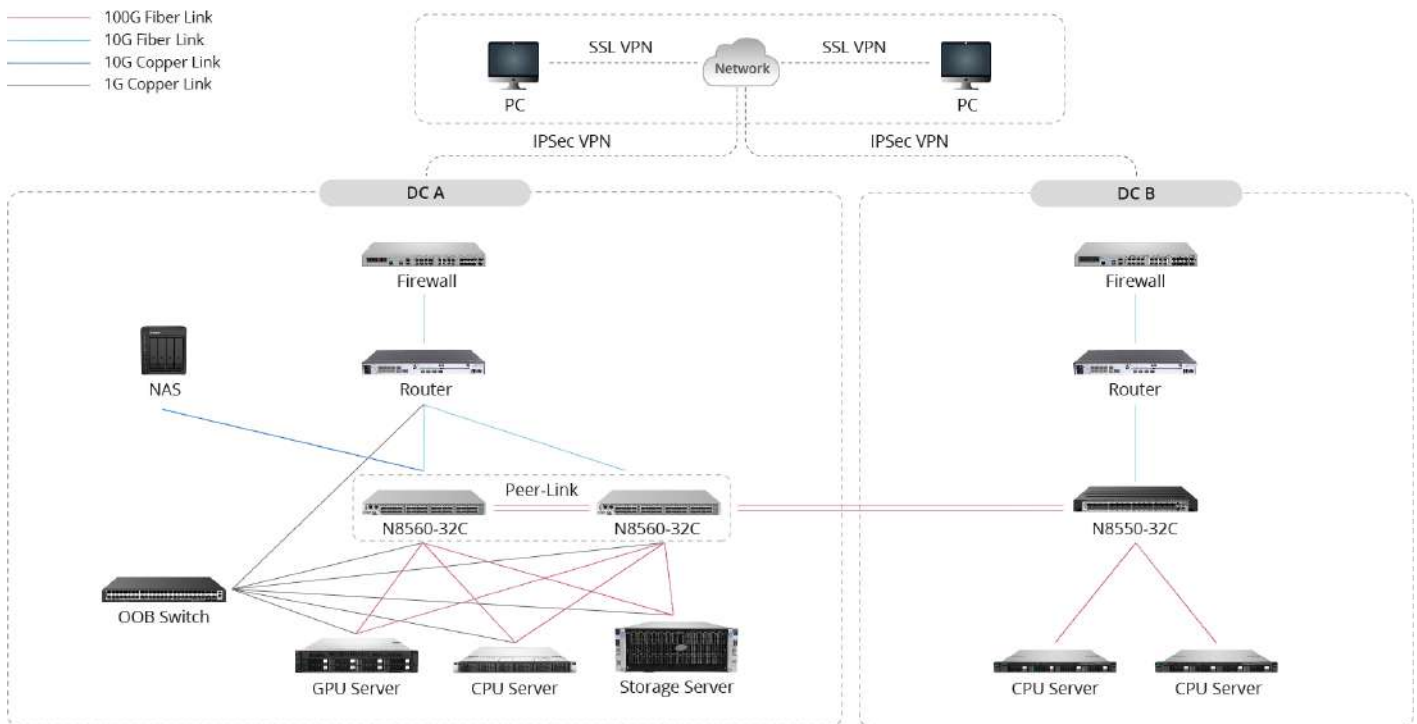 100G Fiber Link
10G Fiber Link
10G Copper Link
1G Copper Link
SSL VPN
SSL VPN
Network
PC
PC
IPSec VPN
IPSec VPN
DC A
DC B
Firewall
Firewall
NAS
Router
Router
Peer-Link
N8560-32C
N8560-32C
N8550-32C
OOB Switch
GPU Server
CPU Server
Storage Server
CPU Server
CPU Server